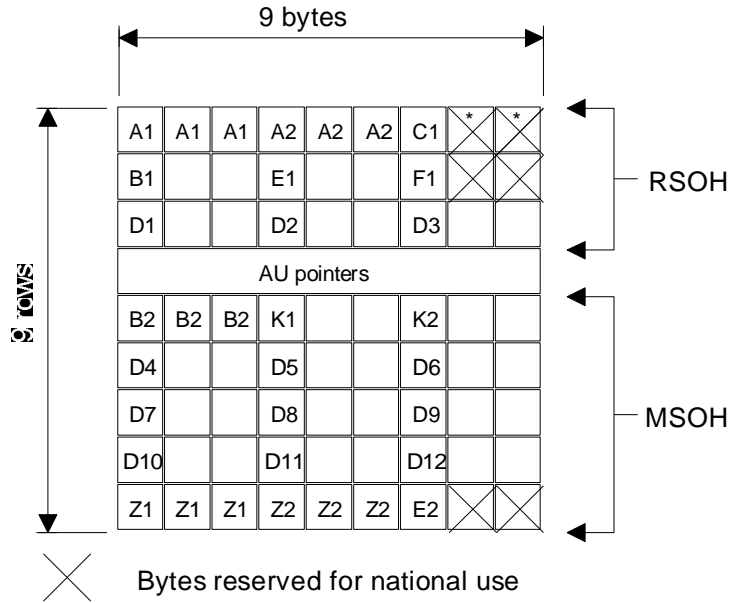 9 bytes
A1 A1 A1 A2 A2 A2 C1 * *
B1 E1 F1
RSOH
D1 D2 D3
AU pointers
9 rows
B2 B2 B2 K1 K2
D4 D5 D6
D7 D8 D9
MSOH
D10 D11 D12
Z1 Z1 Z1 Z2 Z2 Z2 E2
Bytes reserved for national use